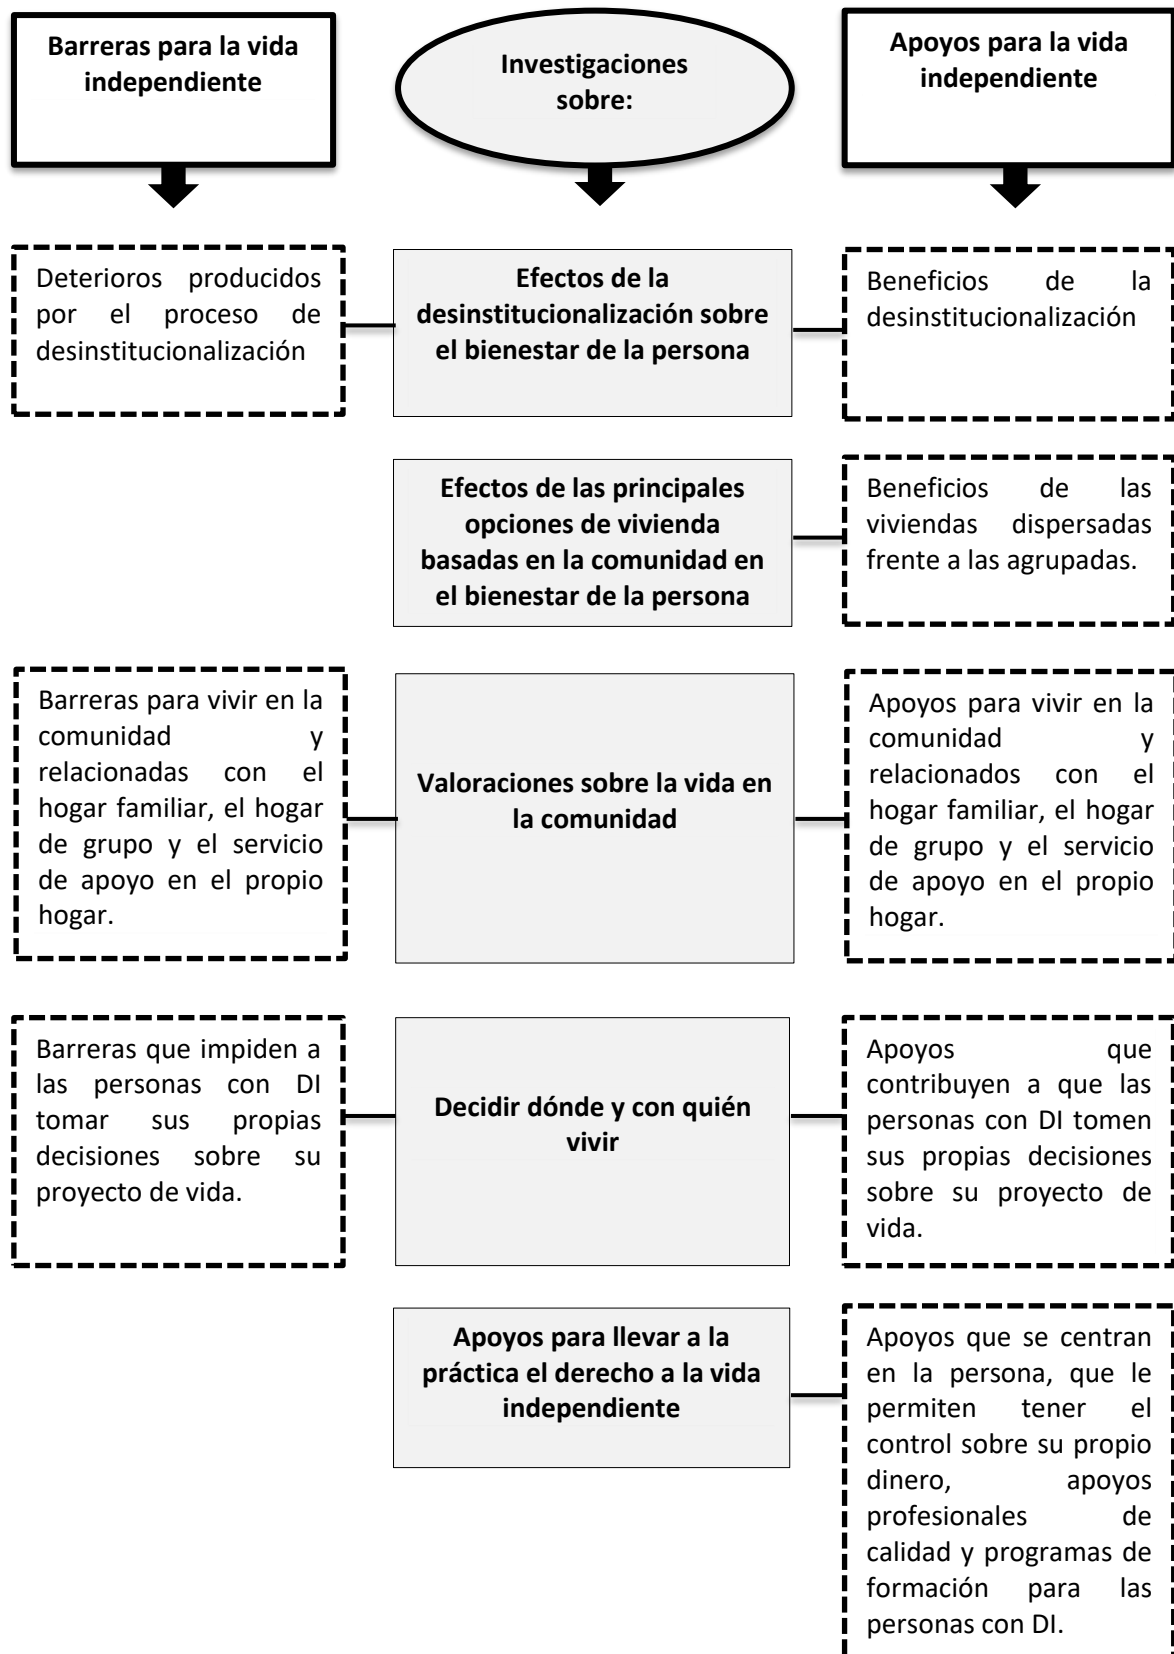 Barreras para la vida
independiente
Investigaciones
sobre:
Apoyos para la vida
independiente
Deterioros producidos
por el proceso de
desinstitucionalización
Efectos de la
desinstitucionalización sobre
el bienestar de la persona
Beneficios de la
desinstitucionalización
Efectos de las principales
opciones de vivienda
basadas en la comunidad en
el bienestar de la persona
Beneficios de las
viviendas dispersadas
frente a las agrupadas.
Barreras para vivir en la
comunidad y
relacionadas con el
hogar familiar, el hogar
de grupo y el servicio
de apoyo en el propio
hogar.
Valoraciones sobre la vida en
la comunidad
Apoyos para vivir en la
comunidad y
relacionados con el
hogar familiar, el hogar
de grupo y el servicio
de apoyo en el propio
hogar.
Barreras que impiden a
las personas con DI
tomar sus propias
decisiones sobre su
proyecto de vida.
Decidir dónde y con quién
vivir
Apoyos que
contribuyen a que las
personas con DI tomen
sus propias decisiones
sobre su proyecto de
vida.
Apoyos para llevar a la
práctica el derecho a la vida
independiente
Apoyos que se centran
en la persona, que le
permiten tener el
control sobre su propio
dinero, apoyos
profesionales de
calidad y programas de
formación para las
personas con DI.